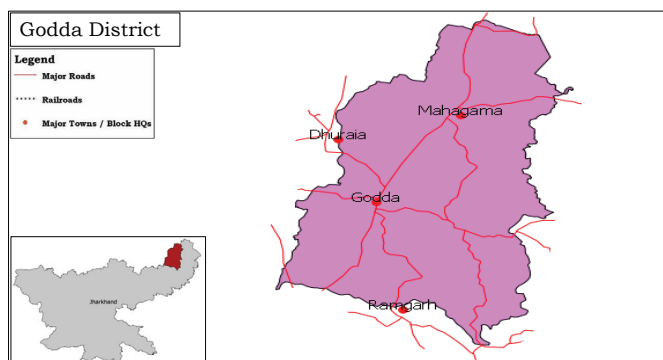 Godda District
Legend
Major Roads
Railroads
Major Towns / Block HQs
Mahagama
Dhuraia
Godda
Ramgarh
Jharkhand